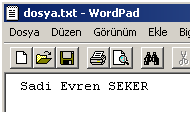 dosya.txt - WordPad
Dosya Düzen Görünüm Ekle
Sadi Evren SEKER